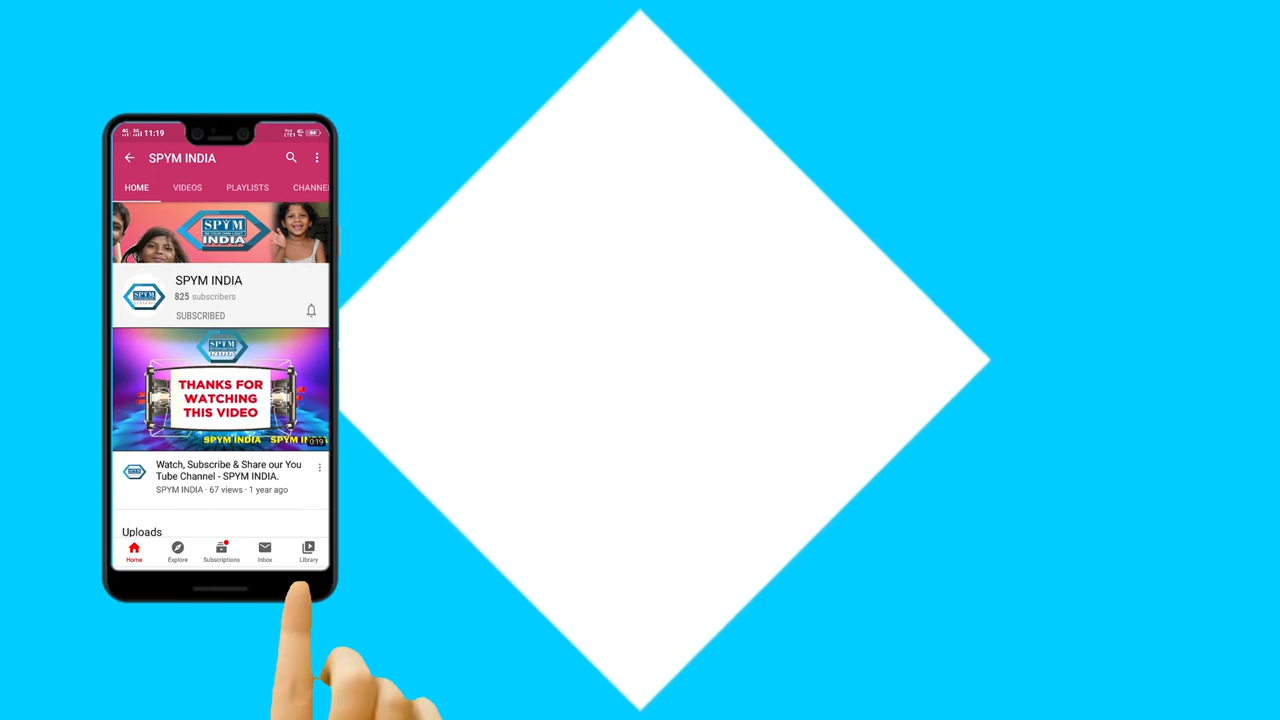 11:19
SPYM INDIA
HOME VIDEOS PLAYLISTS CHANNE
SPYM
INDIA
SPYM INDIA
SPYM
825 subscribers
SUBSCRIBED
SPYM
INDIA
THANKS FOR
WATCHING
THIS VIDEO
SPYM INDIA SPYM IN
0:19
Watch, Subscribe & Share our You
Tube Channel - SPYM INDIA.
SPYM INDIA · 67 views · 1 year ago
Uploads
Home Explore Subscriptions Inbox Library